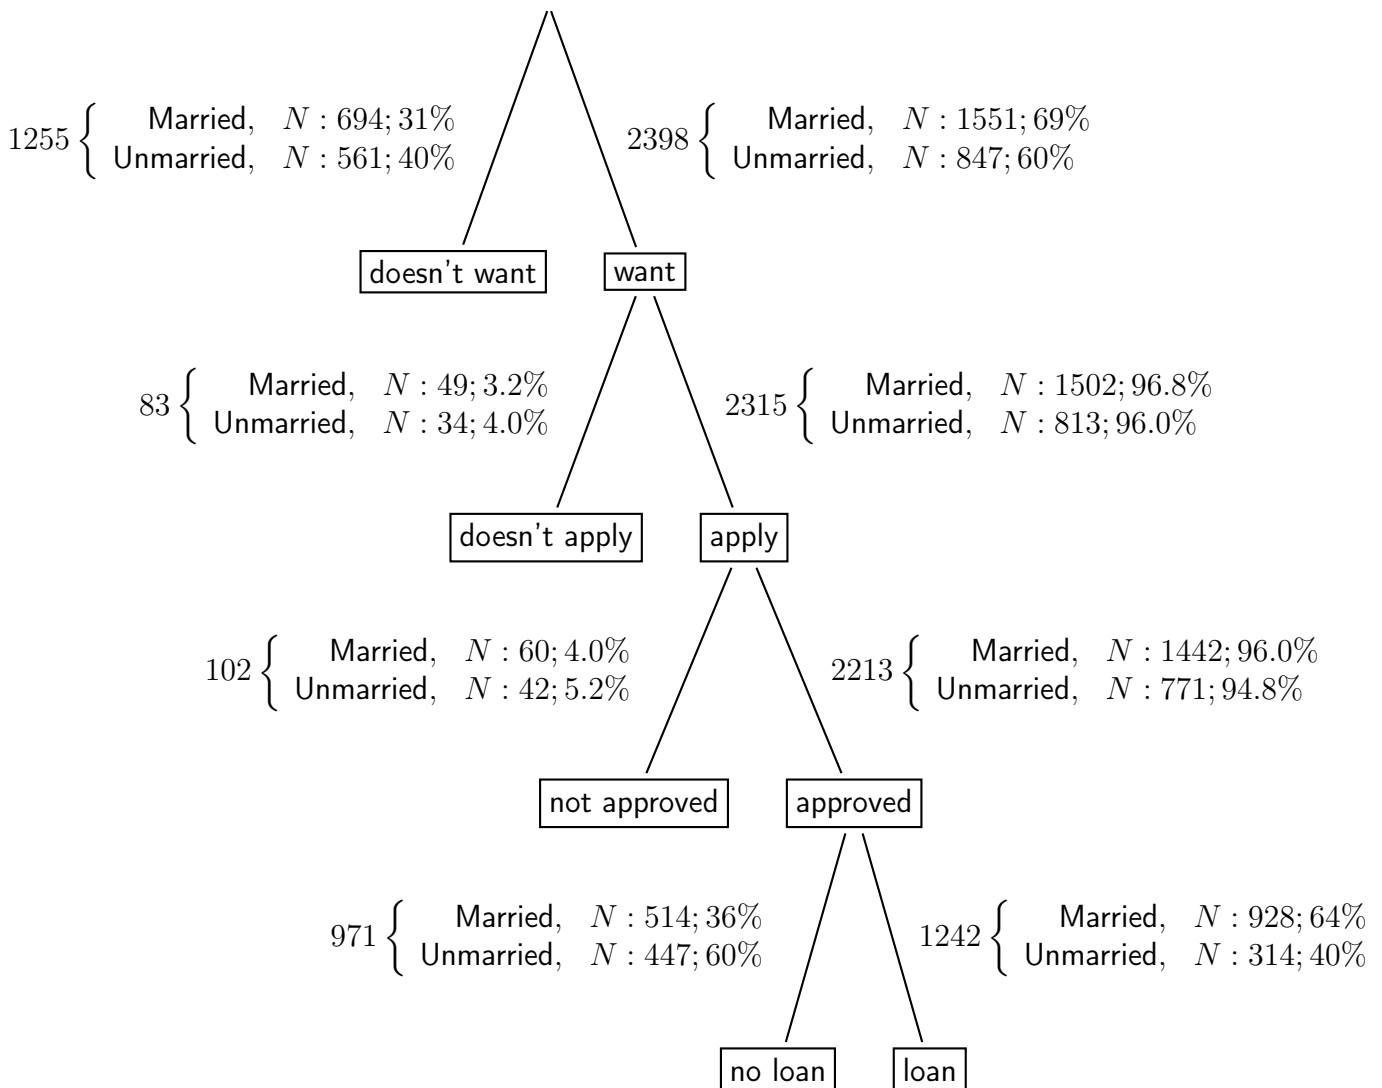 1255 { Married, N : 694; 31%
Unmarried, N : 561; 40%
2398 { Married, N : 1551; 69%
Unmarried, N : 847; 60%
doesn't want
want
83 { Married, N : 49; 3.2%
Unmarried, N : 34; 4.0%
2315 { Married, N : 1502; 96.8%
Unmarried, N : 813; 96.0%
doesn't apply
apply
102 { Married, N : 60; 4.0%
Unmarried, N : 42; 5.2%
2213 { Married, N : 1442; 96.0%
Unmarried, N : 771; 94.8%
not approved
approved
971 { Married, N : 514; 36%
Unmarried, N : 447; 60%
1242 { Married, N : 928; 64%
Unmarried, N : 314; 40%
no loan
loan